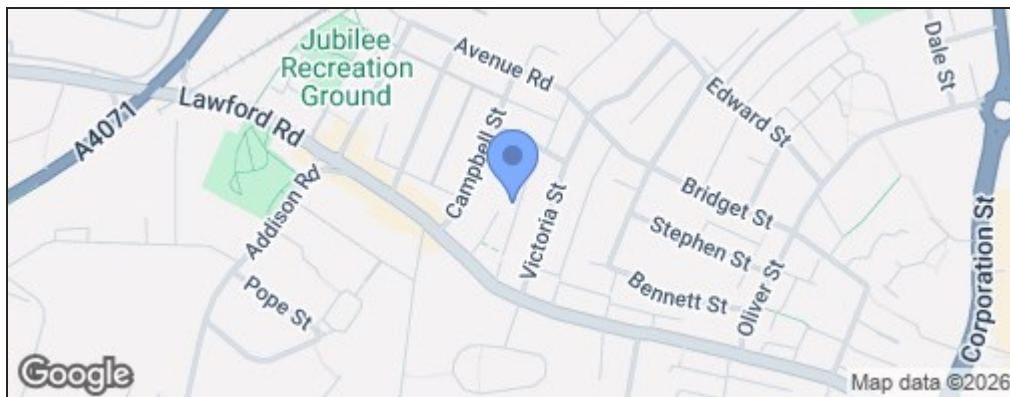 Jubilee
Recreation
Ground
Avenue Rd
Dale St
Edward St
A4071
Lawford Rd
Campbell St
Addison Rd
Victoria St
Bridget St
Stephen St
Bennett St
Oliver St
Pope St
Corporation St
Google
Map data ©2026